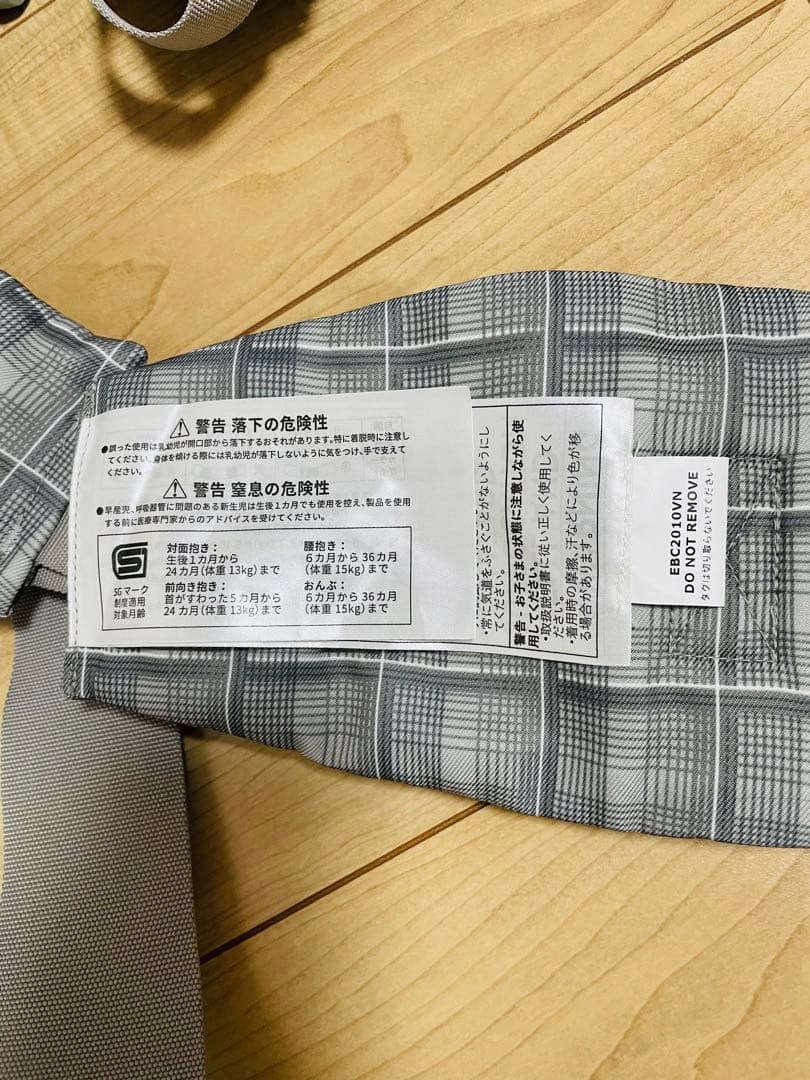 警告 落下の危険性
●誤った使用は乳幼児が開口部から落下するおそれがあります。特に着脱時に注意し
てください。身体を傾ける際には乳幼児が落下しないように気をつけ、手で支えて
ください。
警告 窒息の危険性
●早産児、呼吸器管に問題のある新生児は生後1カ月でも使用を控え、製品を使用
する前に医療専門家からのアドバイスを受けてください。
SG マーク
制度適用
対象月齢
対面抱き：
生後１カ月から
24 カ月（体重 13kg）まで
前向き抱き：
首がすわった５カ月から
24 カ月（体重 13kg）まで
腰抱き：
６カ月から 36 カ月
（体重 15kg）まで
おんぶ：
６カ月から 36 カ月
（体重 15kg）まで
・常に気道をふさぐことがないようにし
てください。
警告 - お子さまの状態に注意しながら使
用してください。
・取扱説明書に従い正しく使用してく
ださい。
・着用時の摩擦、汗などにより色が移
る場合があります。
EBC2010VN
DO NOT REMOVE
タグは切り取らないでください